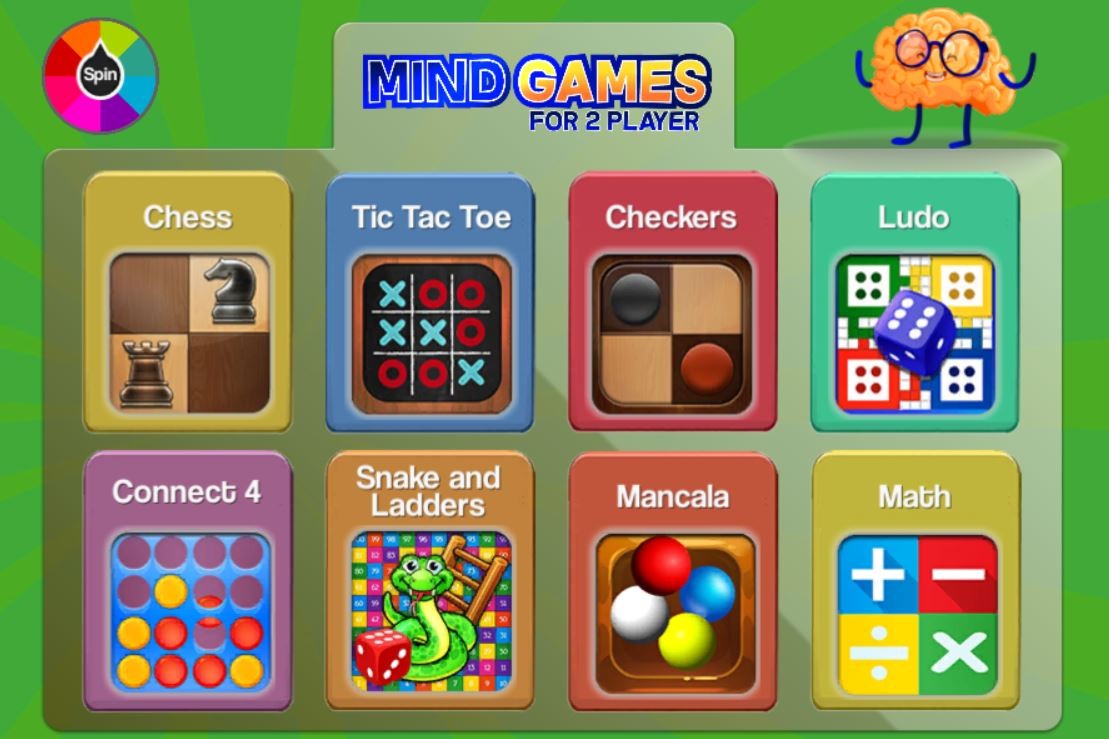 Spin
MIND GAMES
FOR 2 PLAYER
Chess
Tic Tac Toe
Checkers
Ludo
Connect 4
Snake and
Ladders
Mancala
Math